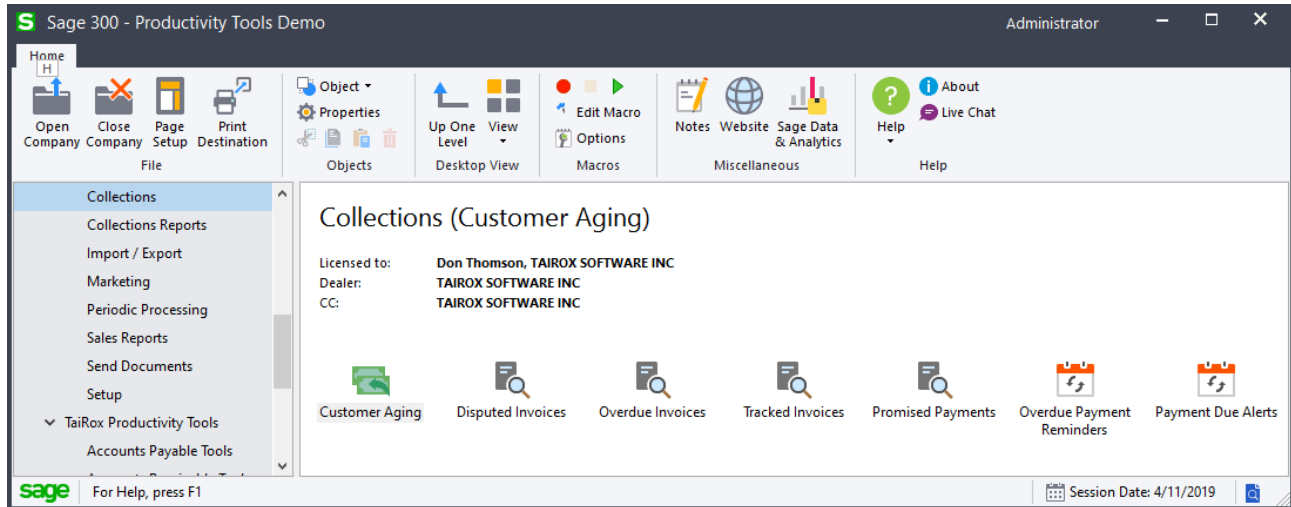 S Sage 300 - Productivity Tools Demo
Administrator
Home
H
Open Company
Close Company
Page Setup
Print Destination
File
Object
Properties
Objects
Up One Level
View
Desktop View
Edit Macro
Options
Macros
Notes
Website
Sage Data & Analytics
Miscellaneous
Help
About
Live Chat
Help
Collections
Collections Reports
Import / Export
Marketing
Periodic Processing
Sales Reports
Send Documents
Setup
TaiRox Productivity Tools
Accounts Payable Tools
Collections (Customer Aging)
Licensed to: Don Thomson, TAIROX SOFTWARE INC
Dealer: TAIROX SOFTWARE INC
CC: TAIROX SOFTWARE INC
Customer Aging
Disputed Invoices
Overdue Invoices
Tracked Invoices
Promised Payments
Overdue Payment
Reminders
Payment Due Alerts
sage For Help, press F1
Session Date: 4/11/2019